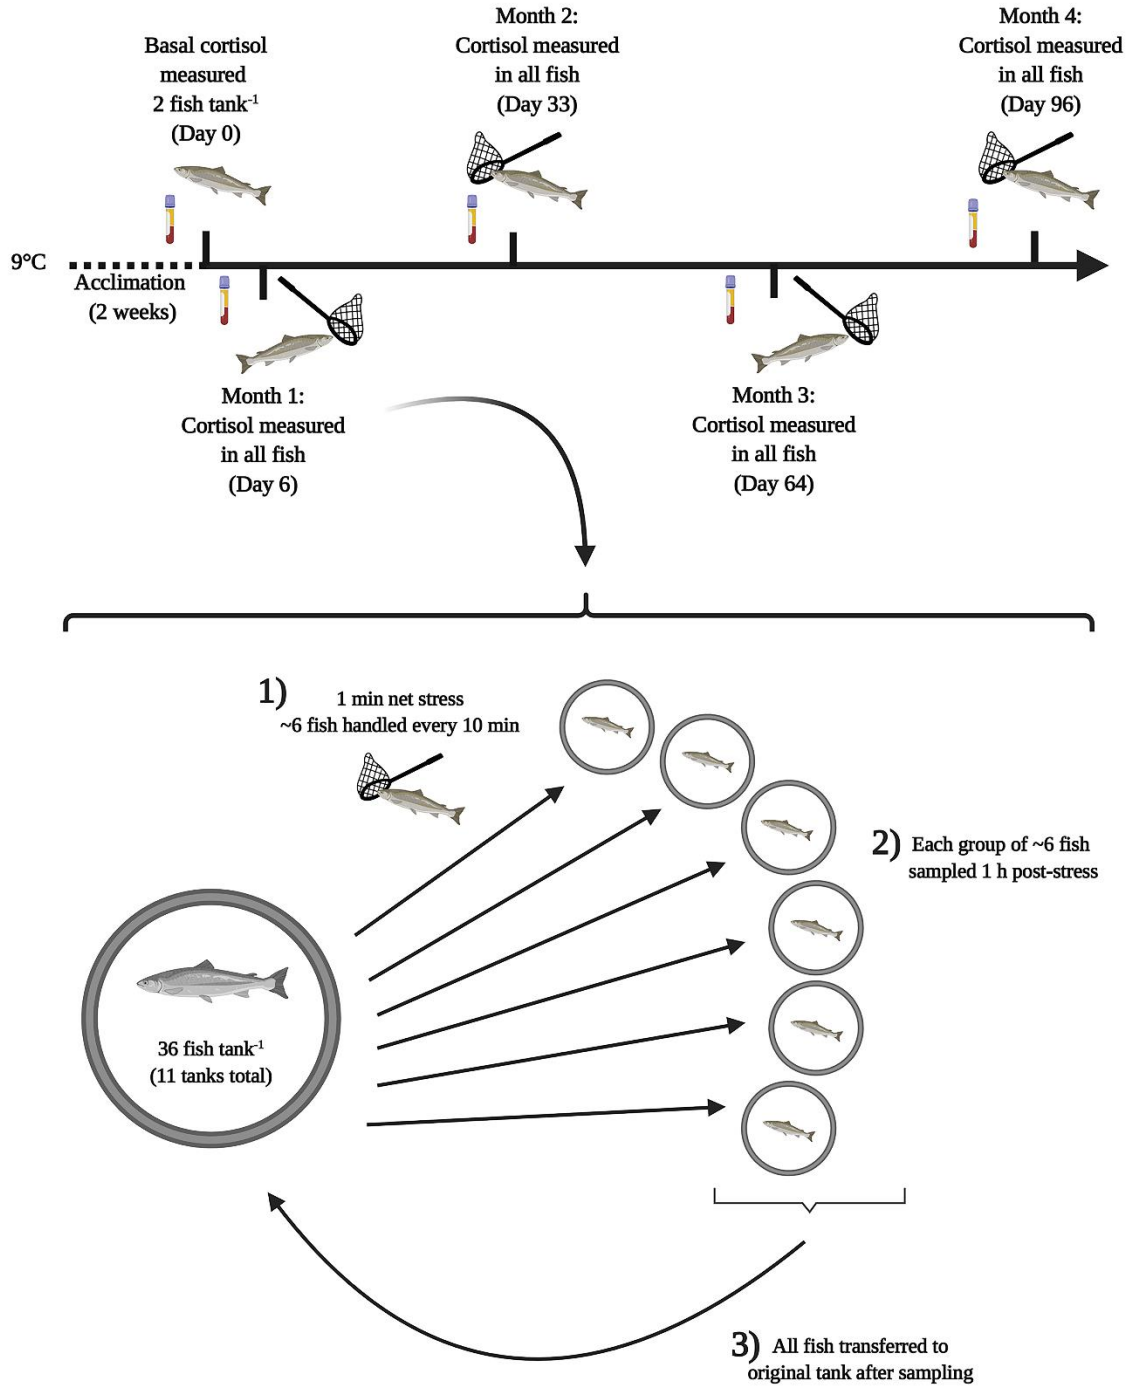 Basal cortisol
measured
2 fish tank⁻¹
(Day 0)
Month 2:
Cortisol measured
in all fish
(Day 33)
Month 4:
Cortisol measured
in all fish
(Day 96)
9°C
Acclimation
(2 weeks)
Month 1:
Cortisol measured
in all fish
(Day 6)
Month 3:
Cortisol measured
in all fish
(Day 64)
1) 1 min net stress
~6 fish handled every 10 min
2) Each group of ~6 fish
sampled 1 h post-stress
36 fish tank⁻¹
(11 tanks total)
3) All fish transferred to
original tank after sampling